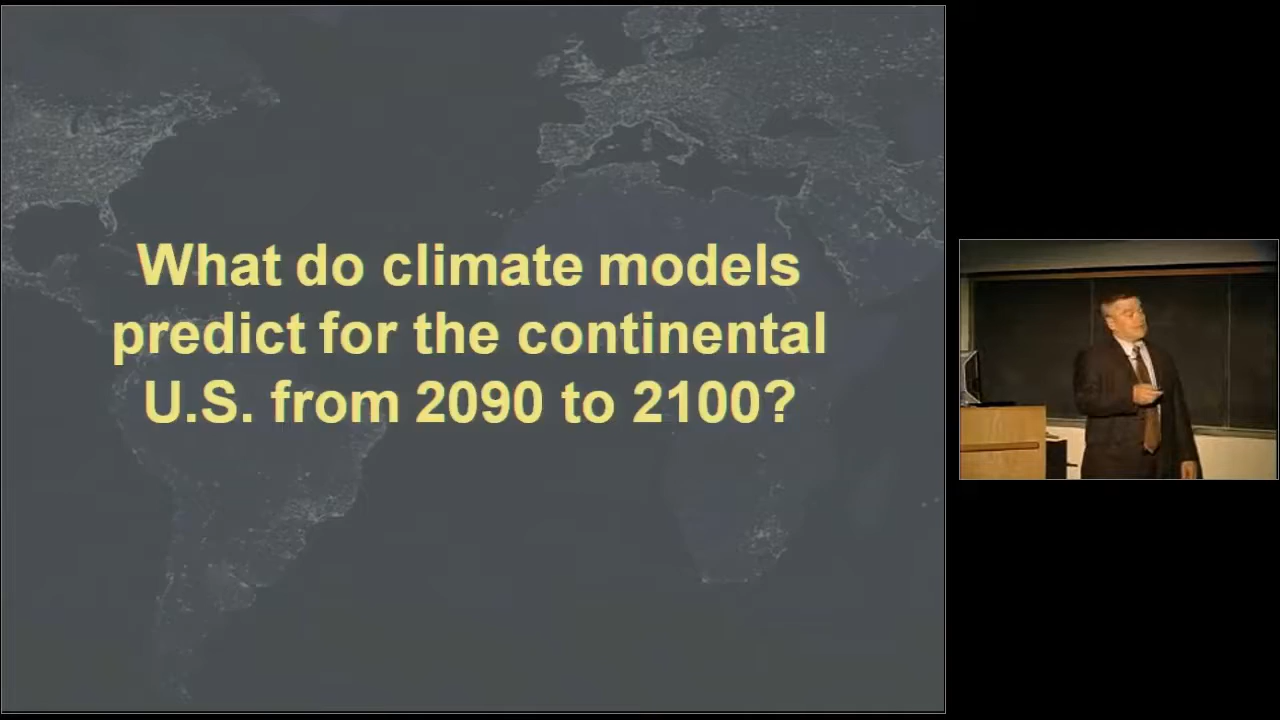 What do climate models
predict for the continental
U.S. from 2090 to 2100?